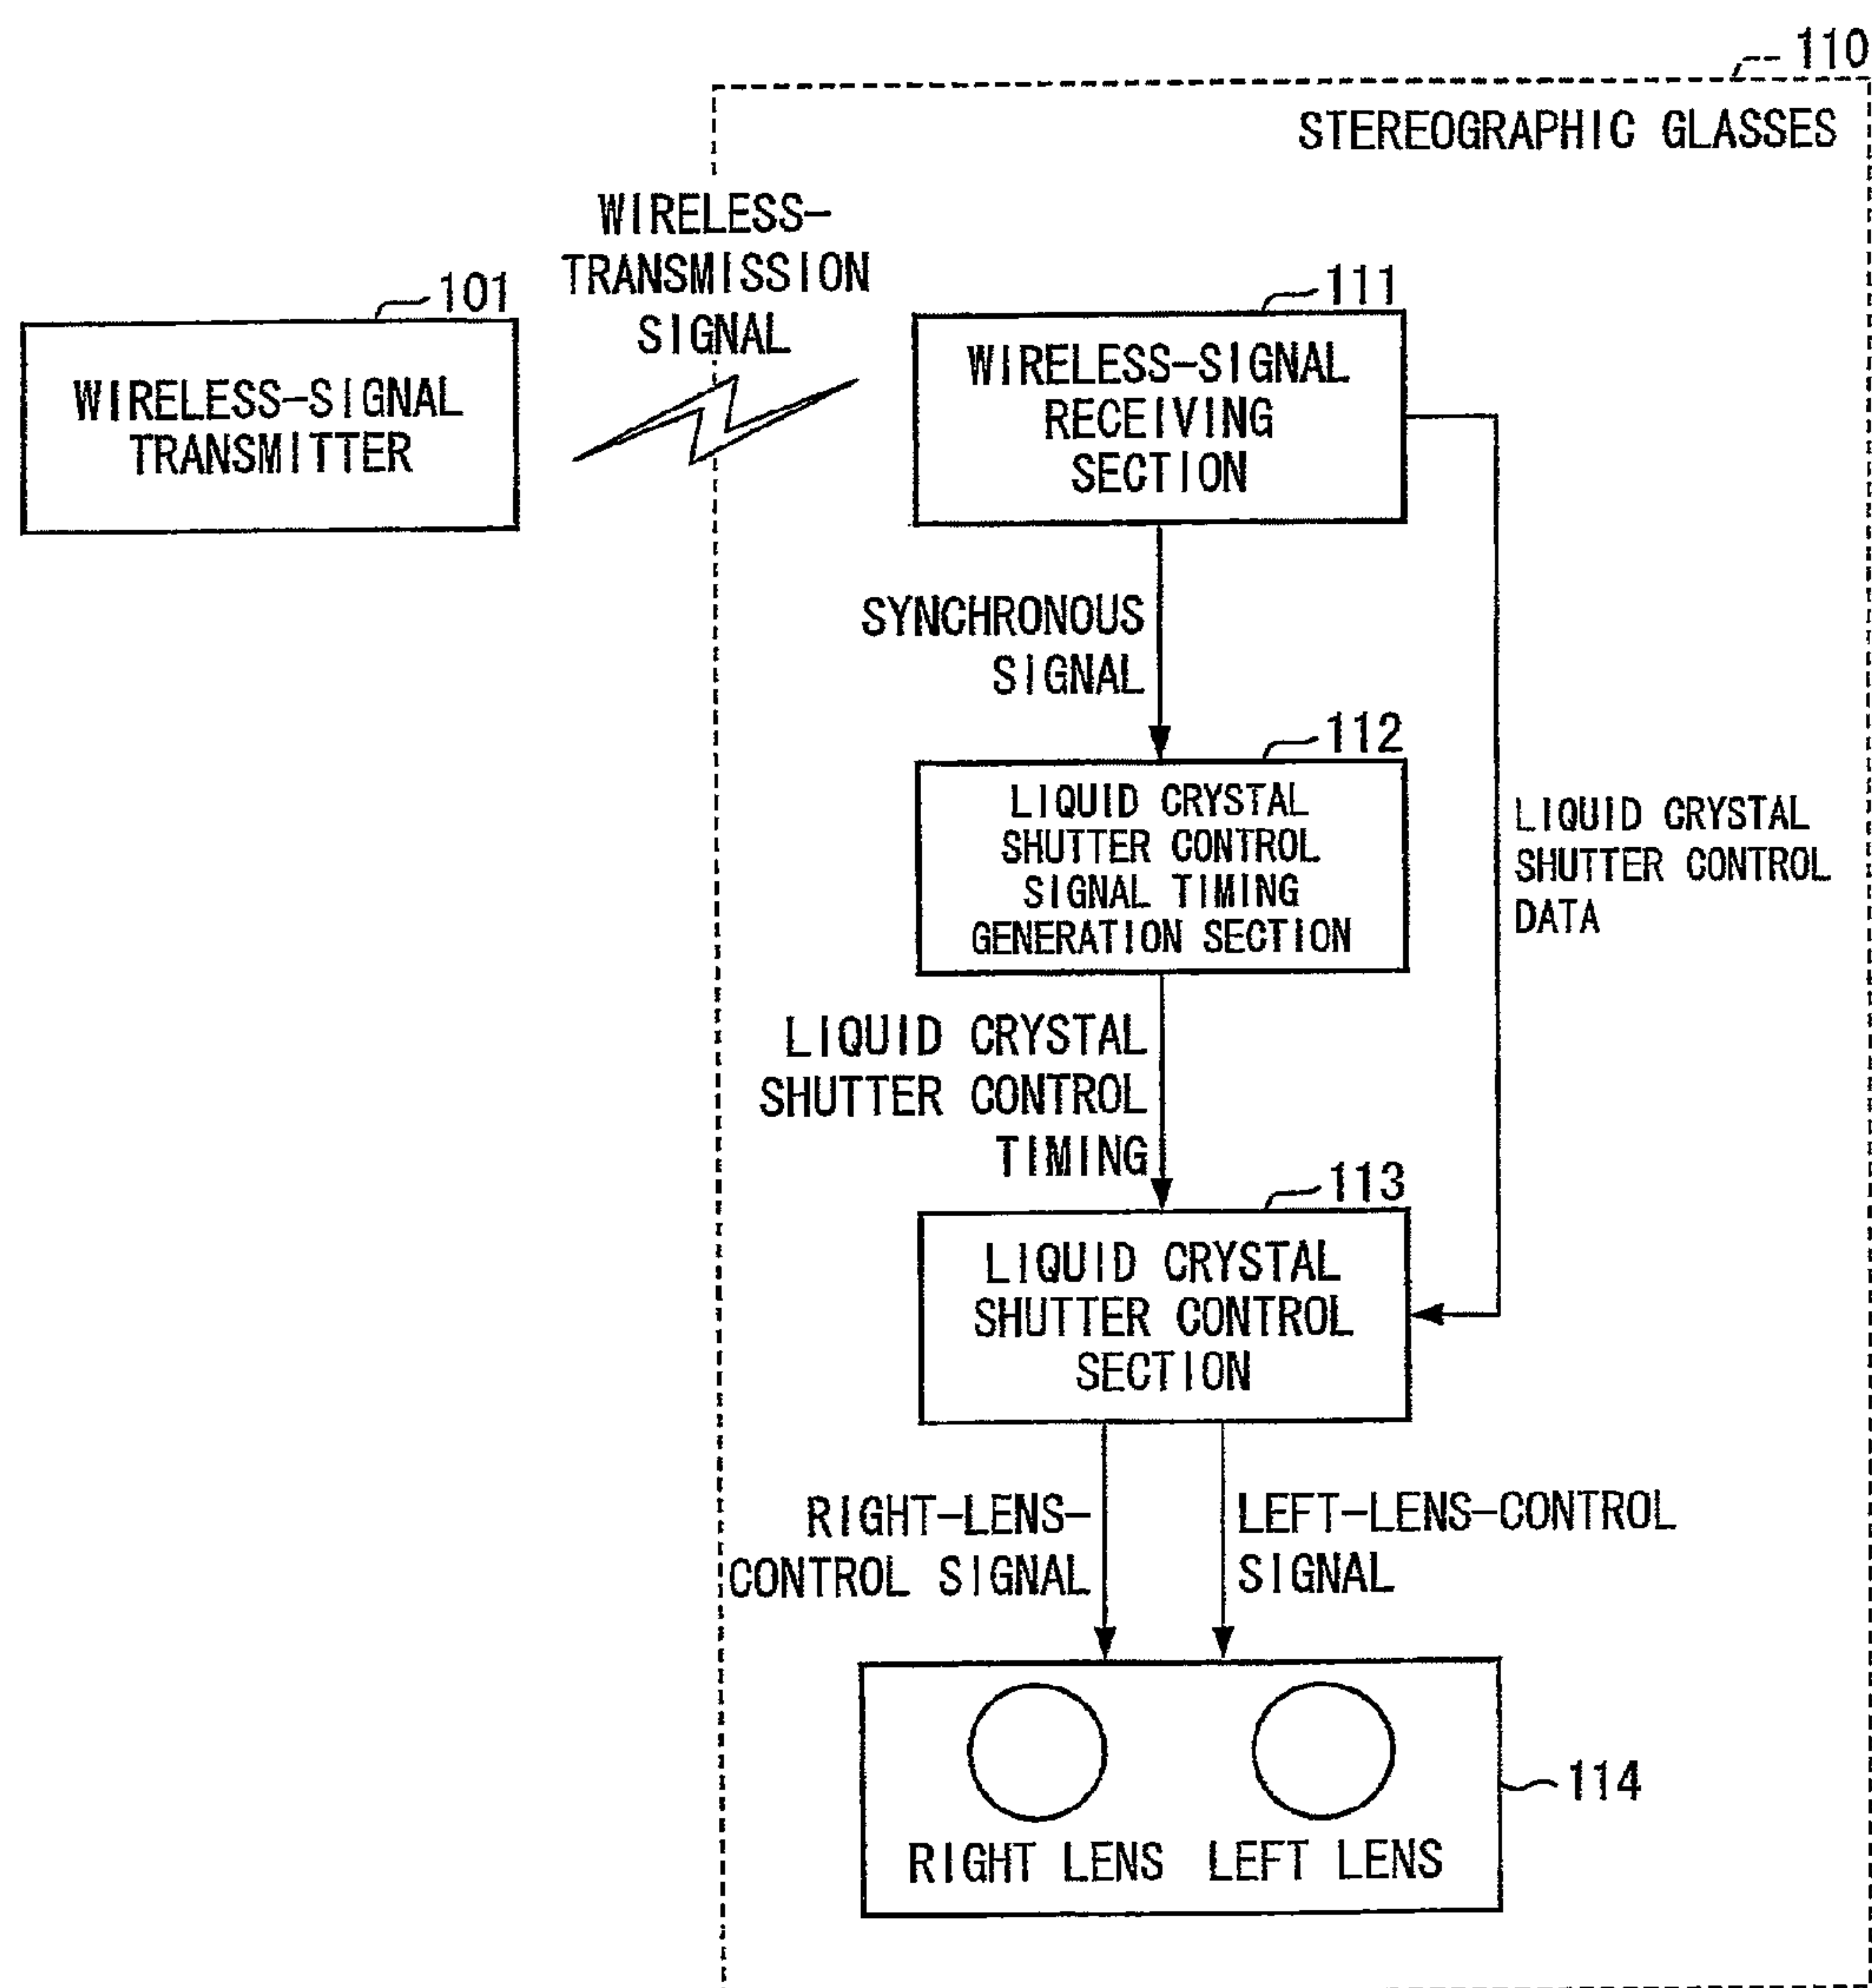 110
STEREOGRAPHIC GLASSES
WIRELESS-
TRANSMISSION
SIGNAL
101
WIRELESS-SIGNAL
TRANSMITTER
111
WIRELESS-SIGNAL
RECEIVING
SECTION
SYNCHRONOUS
SIGNAL
112
LIQUID CRYSTAL
SHUTTER CONTROL
SIGNAL TIMING
GENERATION SECTION
LIQUID CRYSTAL
SHUTTER CONTROL
DATA
LIQUID CRYSTAL
SHUTTER CONTROL
TIMING
113
LIQUID CRYSTAL
SHUTTER CONTROL
SECTION
RIGHT-LENS-
CONTROL SIGNAL
LEFT-LENS-CONTROL
SIGNAL
114
RIGHT LENS
LEFT LENS